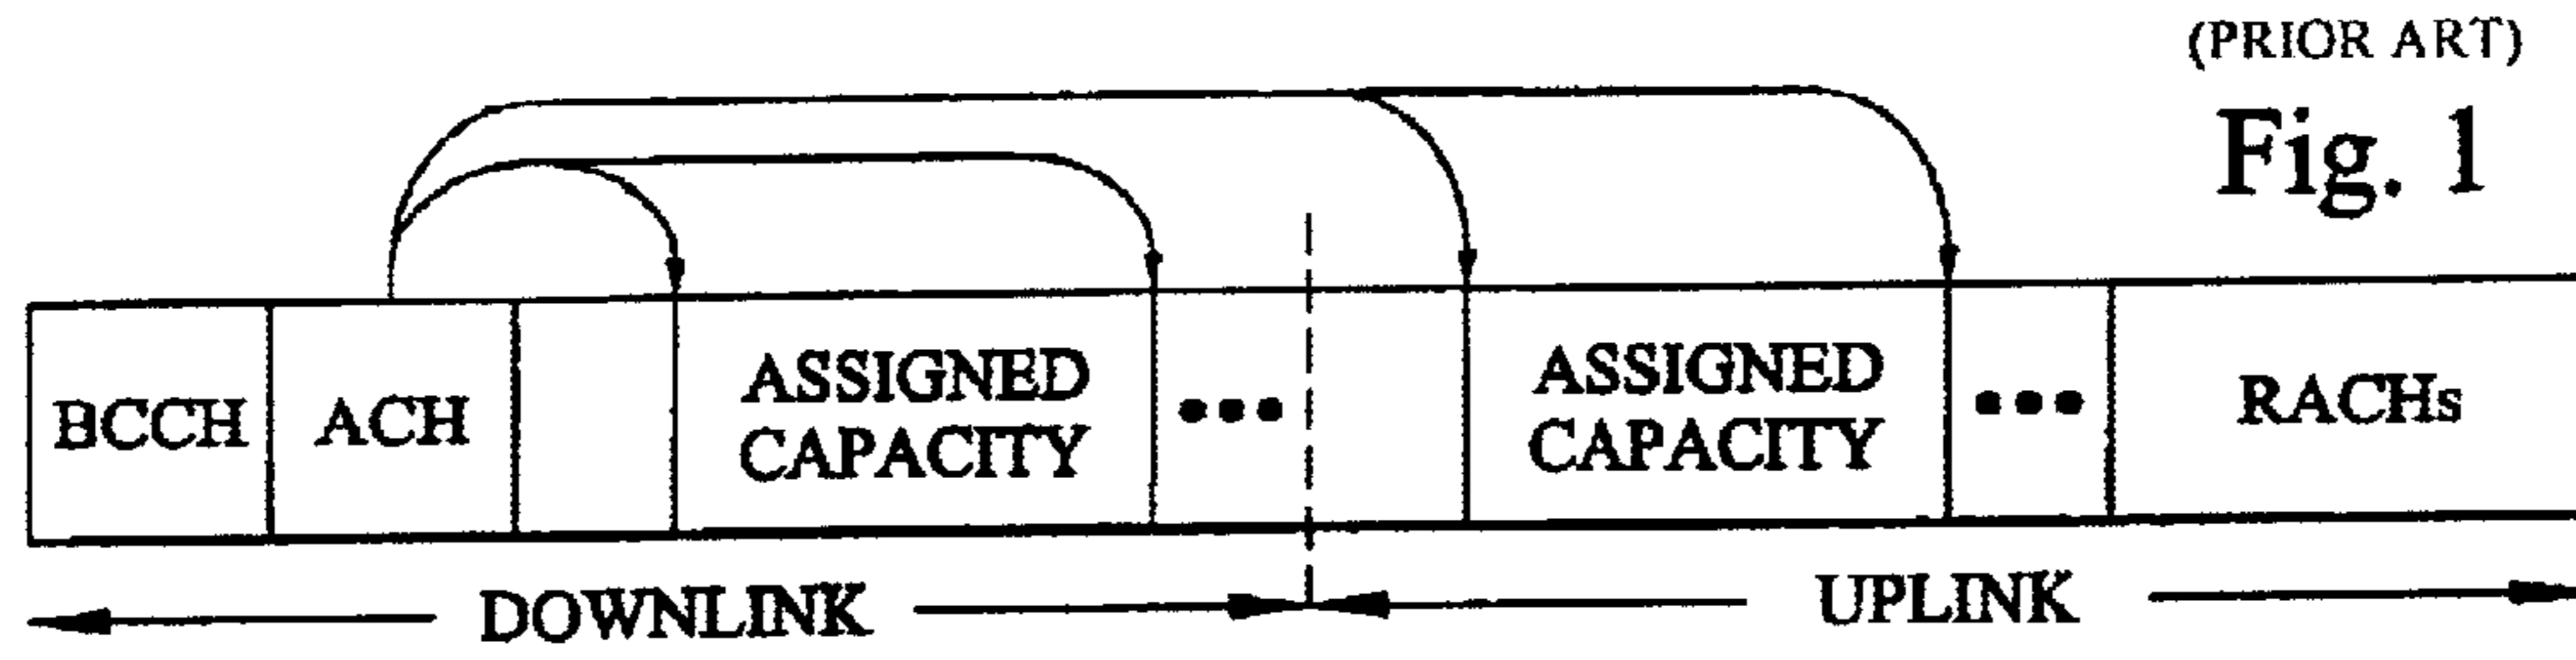 (PRIOR ART)
Fig. 1
BCCH
ACH
ASSIGNED
CAPACITY
•••
ASSIGNED
CAPACITY
•••
RACHs
DOWNLINK
UPLINK